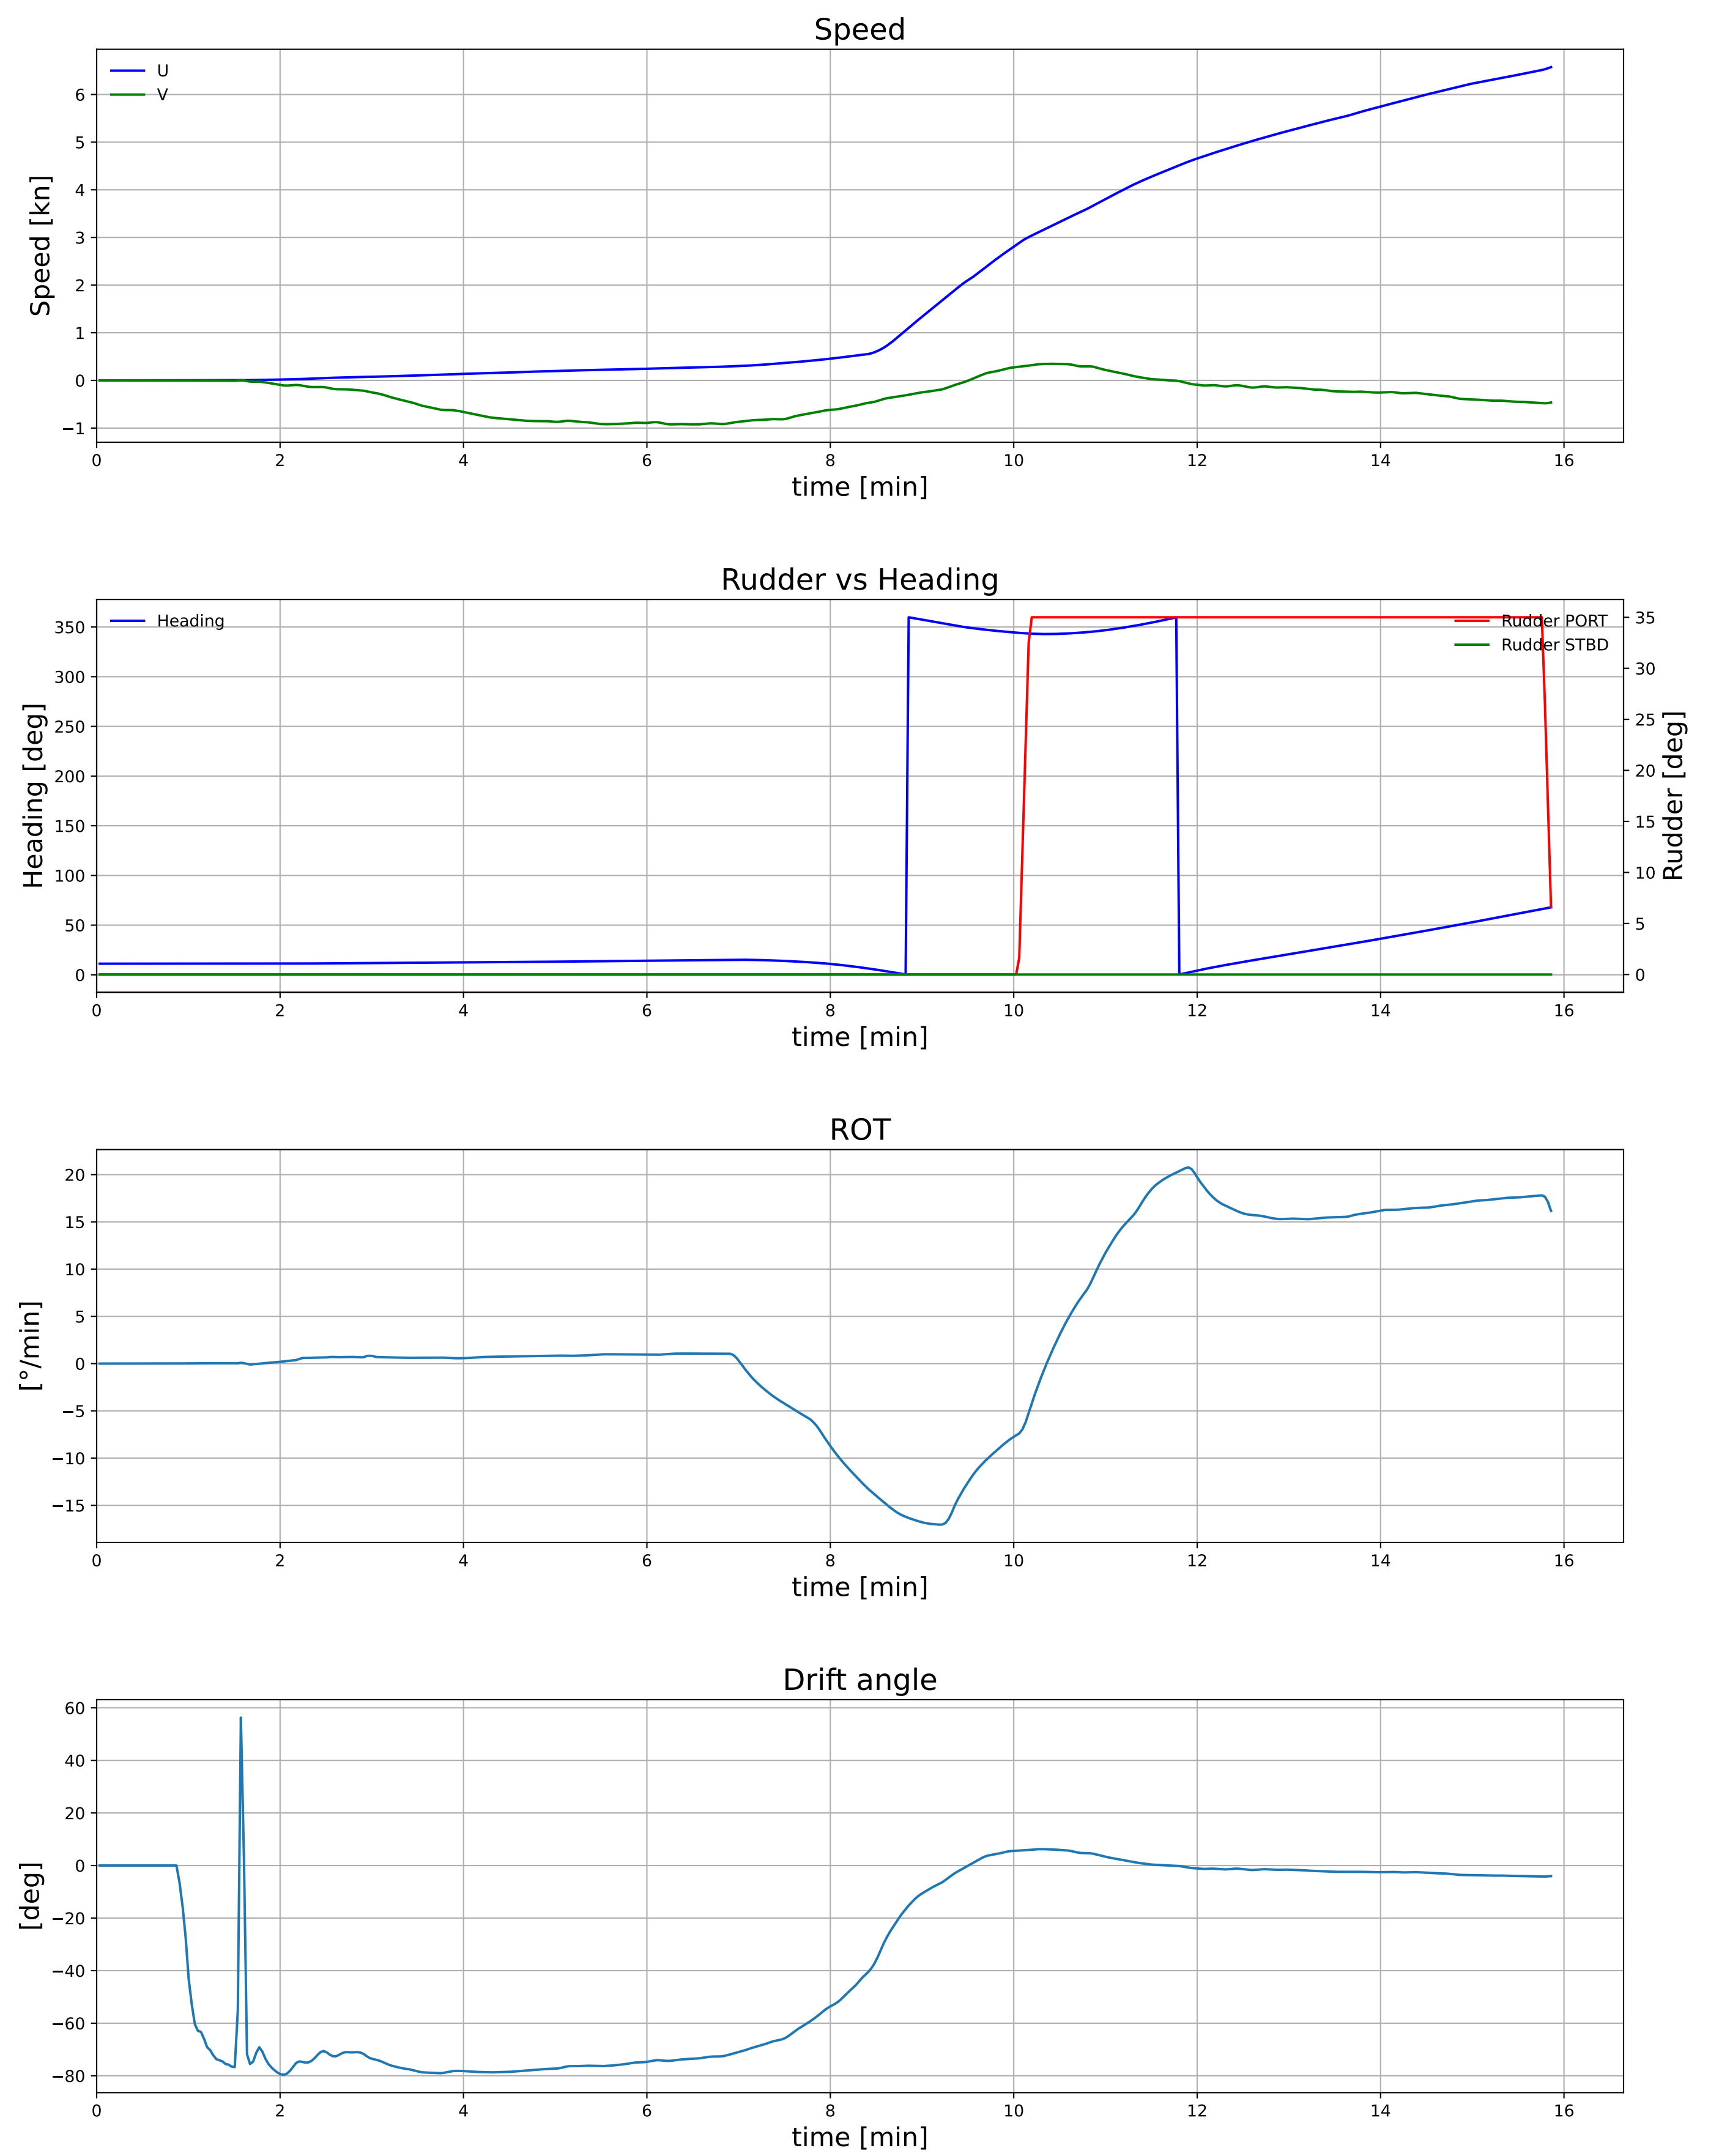 Speed
U
V
Speed [kn]
6
5
4
3
2
1
0
−1
0 2 4 6 8 10 12 14 16
time [min]
Rudder vs Heading
Heading
Rudder PORT
Rudder STBD
Heading [deg]
350
300
250
200
150
100
50
0
35
30
25
20
15
10
5
0
Rudder [deg]
0 2 4 6 8 10 12 14 16
time [min]
ROT
[°/min]
20
15
10
5
0
−5
−10
−15
0 2 4 6 8 10 12 14 16
time [min]
Drift angle
[deg]
60
40
20
0
−20
−40
−60
−80
0 2 4 6 8 10 12 14 16
time [min]